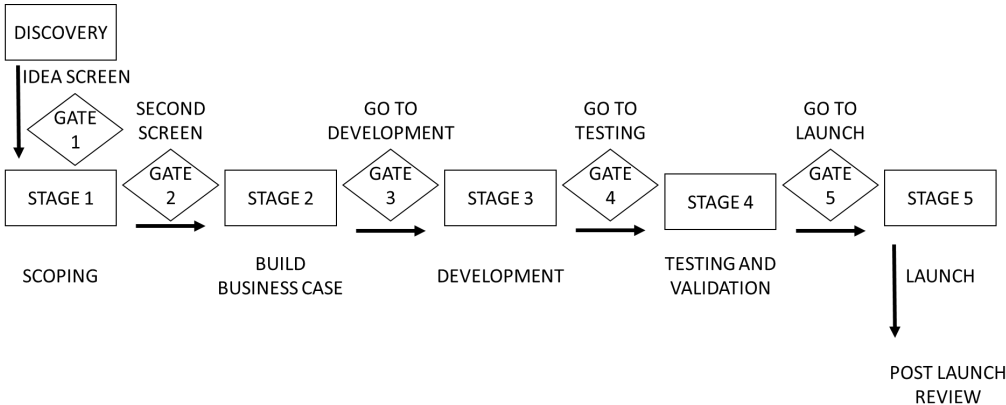 DISCOVERY
IDEA SCREEN
GATE
1
SECOND
SCREEN
GATE
2
GO TO
DEVELOPMENT
GATE
3
GO TO
TESTING
GATE
4
GO TO
LAUNCH
GATE
5
STAGE 1
STAGE 2
STAGE 3
STAGE 4
STAGE 5
SCOPING
BUILD
BUSINESS CASE
DEVELOPMENT
TESTING AND
VALIDATION
LAUNCH
POST LAUNCH
REVIEW